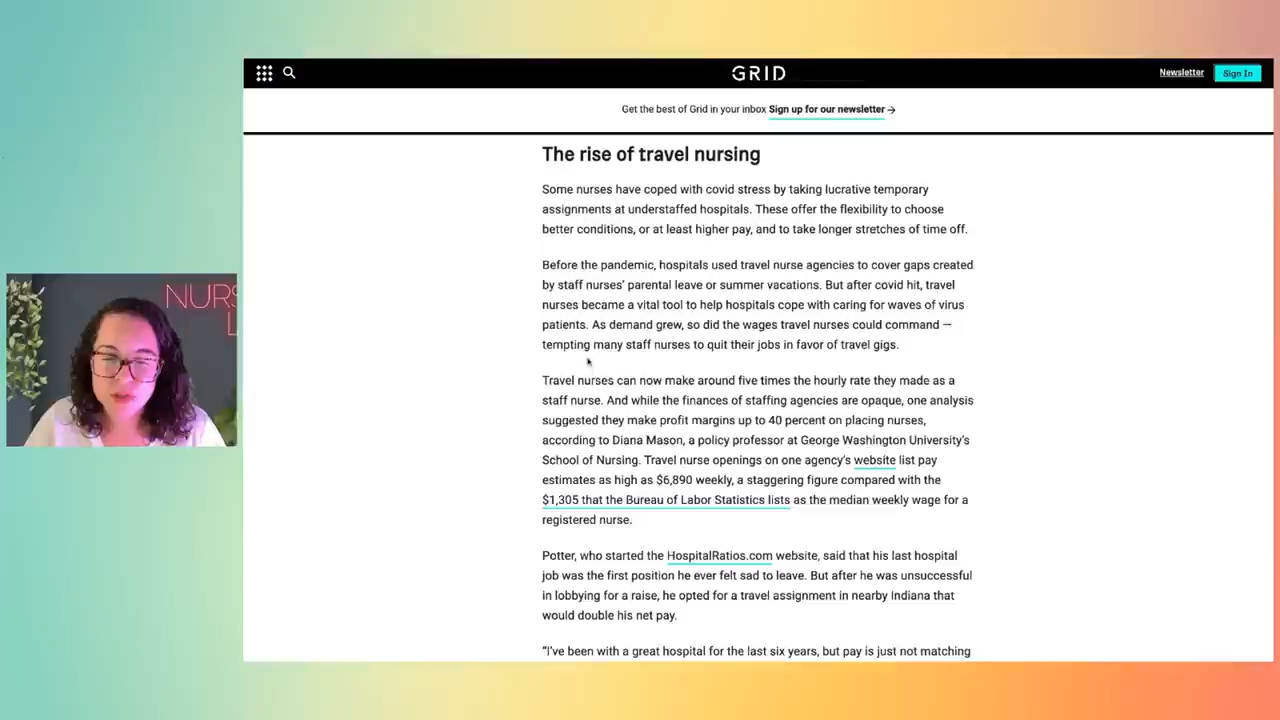 GRID
Newsletter
Sign In
Get the best of Grid in your inbox Sign up for our newsletter →
The rise of travel nursing
Some nurses have coped with covid stress by taking lucrative temporary
assignments at understaffed hospitals. These offer the flexibility to choose
better conditions, or at least higher pay, and to take longer stretches of time off.
Before the pandemic, hospitals used travel nurse agencies to cover gaps created
by staff nurses’ parental leave or summer vacations. But after covid hit, travel
nurses became a vital tool to help hospitals cope with caring for waves of virus
patients. As demand grew, so did the wages travel nurses could command —
tempting many staff nurses to quit their jobs in favor of travel gigs.
Travel nurses can now make around five times the hourly rate they made as a
staff nurse. And while the finances of staffing agencies are opaque, one analysis
suggested they make profit margins up to 40 percent on placing nurses,
according to Diana Mason, a policy professor at George Washington University’s
School of Nursing. Travel nurse openings on one agency’s website list pay
estimates as high as $6,890 weekly, a staggering figure compared with the
$1,305 that the Bureau of Labor Statistics lists as the median weekly wage for a
registered nurse.
Potter, who started the HospitalRatios.com website, said that his last hospital
job was the first position he ever felt sad to leave. But after he was unsuccessful
in lobbying for a raise, he opted for a travel assignment in nearby Indiana that
would double his net pay.
“I’ve been with a great hospital for the last six years, but pay is just not matching
NURS
L